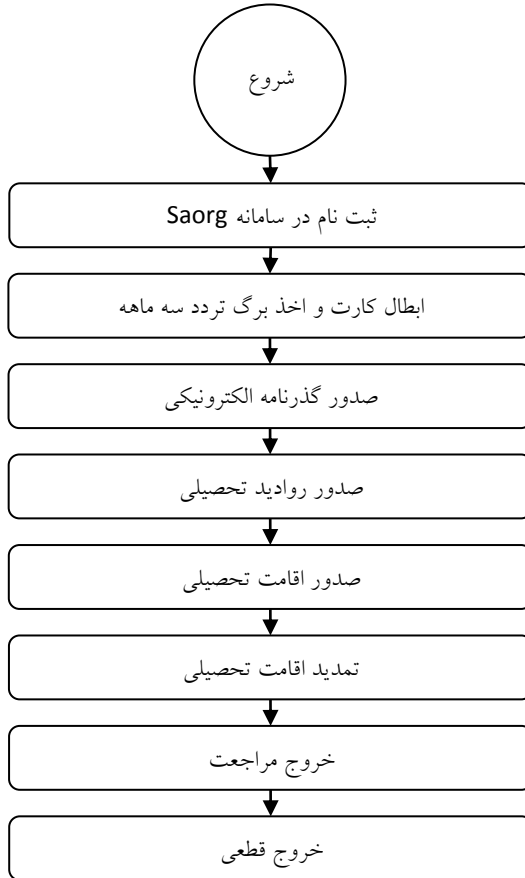 شروع
ثبت نام در سامانه Saorg
ابطال کارت و اخذ برگ تردد سه ماهه
صدور گذرنامه الکترونیکی
صدور روادید تحصیلی
صدور اقامت تحصیلی
تمدید اقامت تحصیلی
خروج مراجعت
خروج قطعی